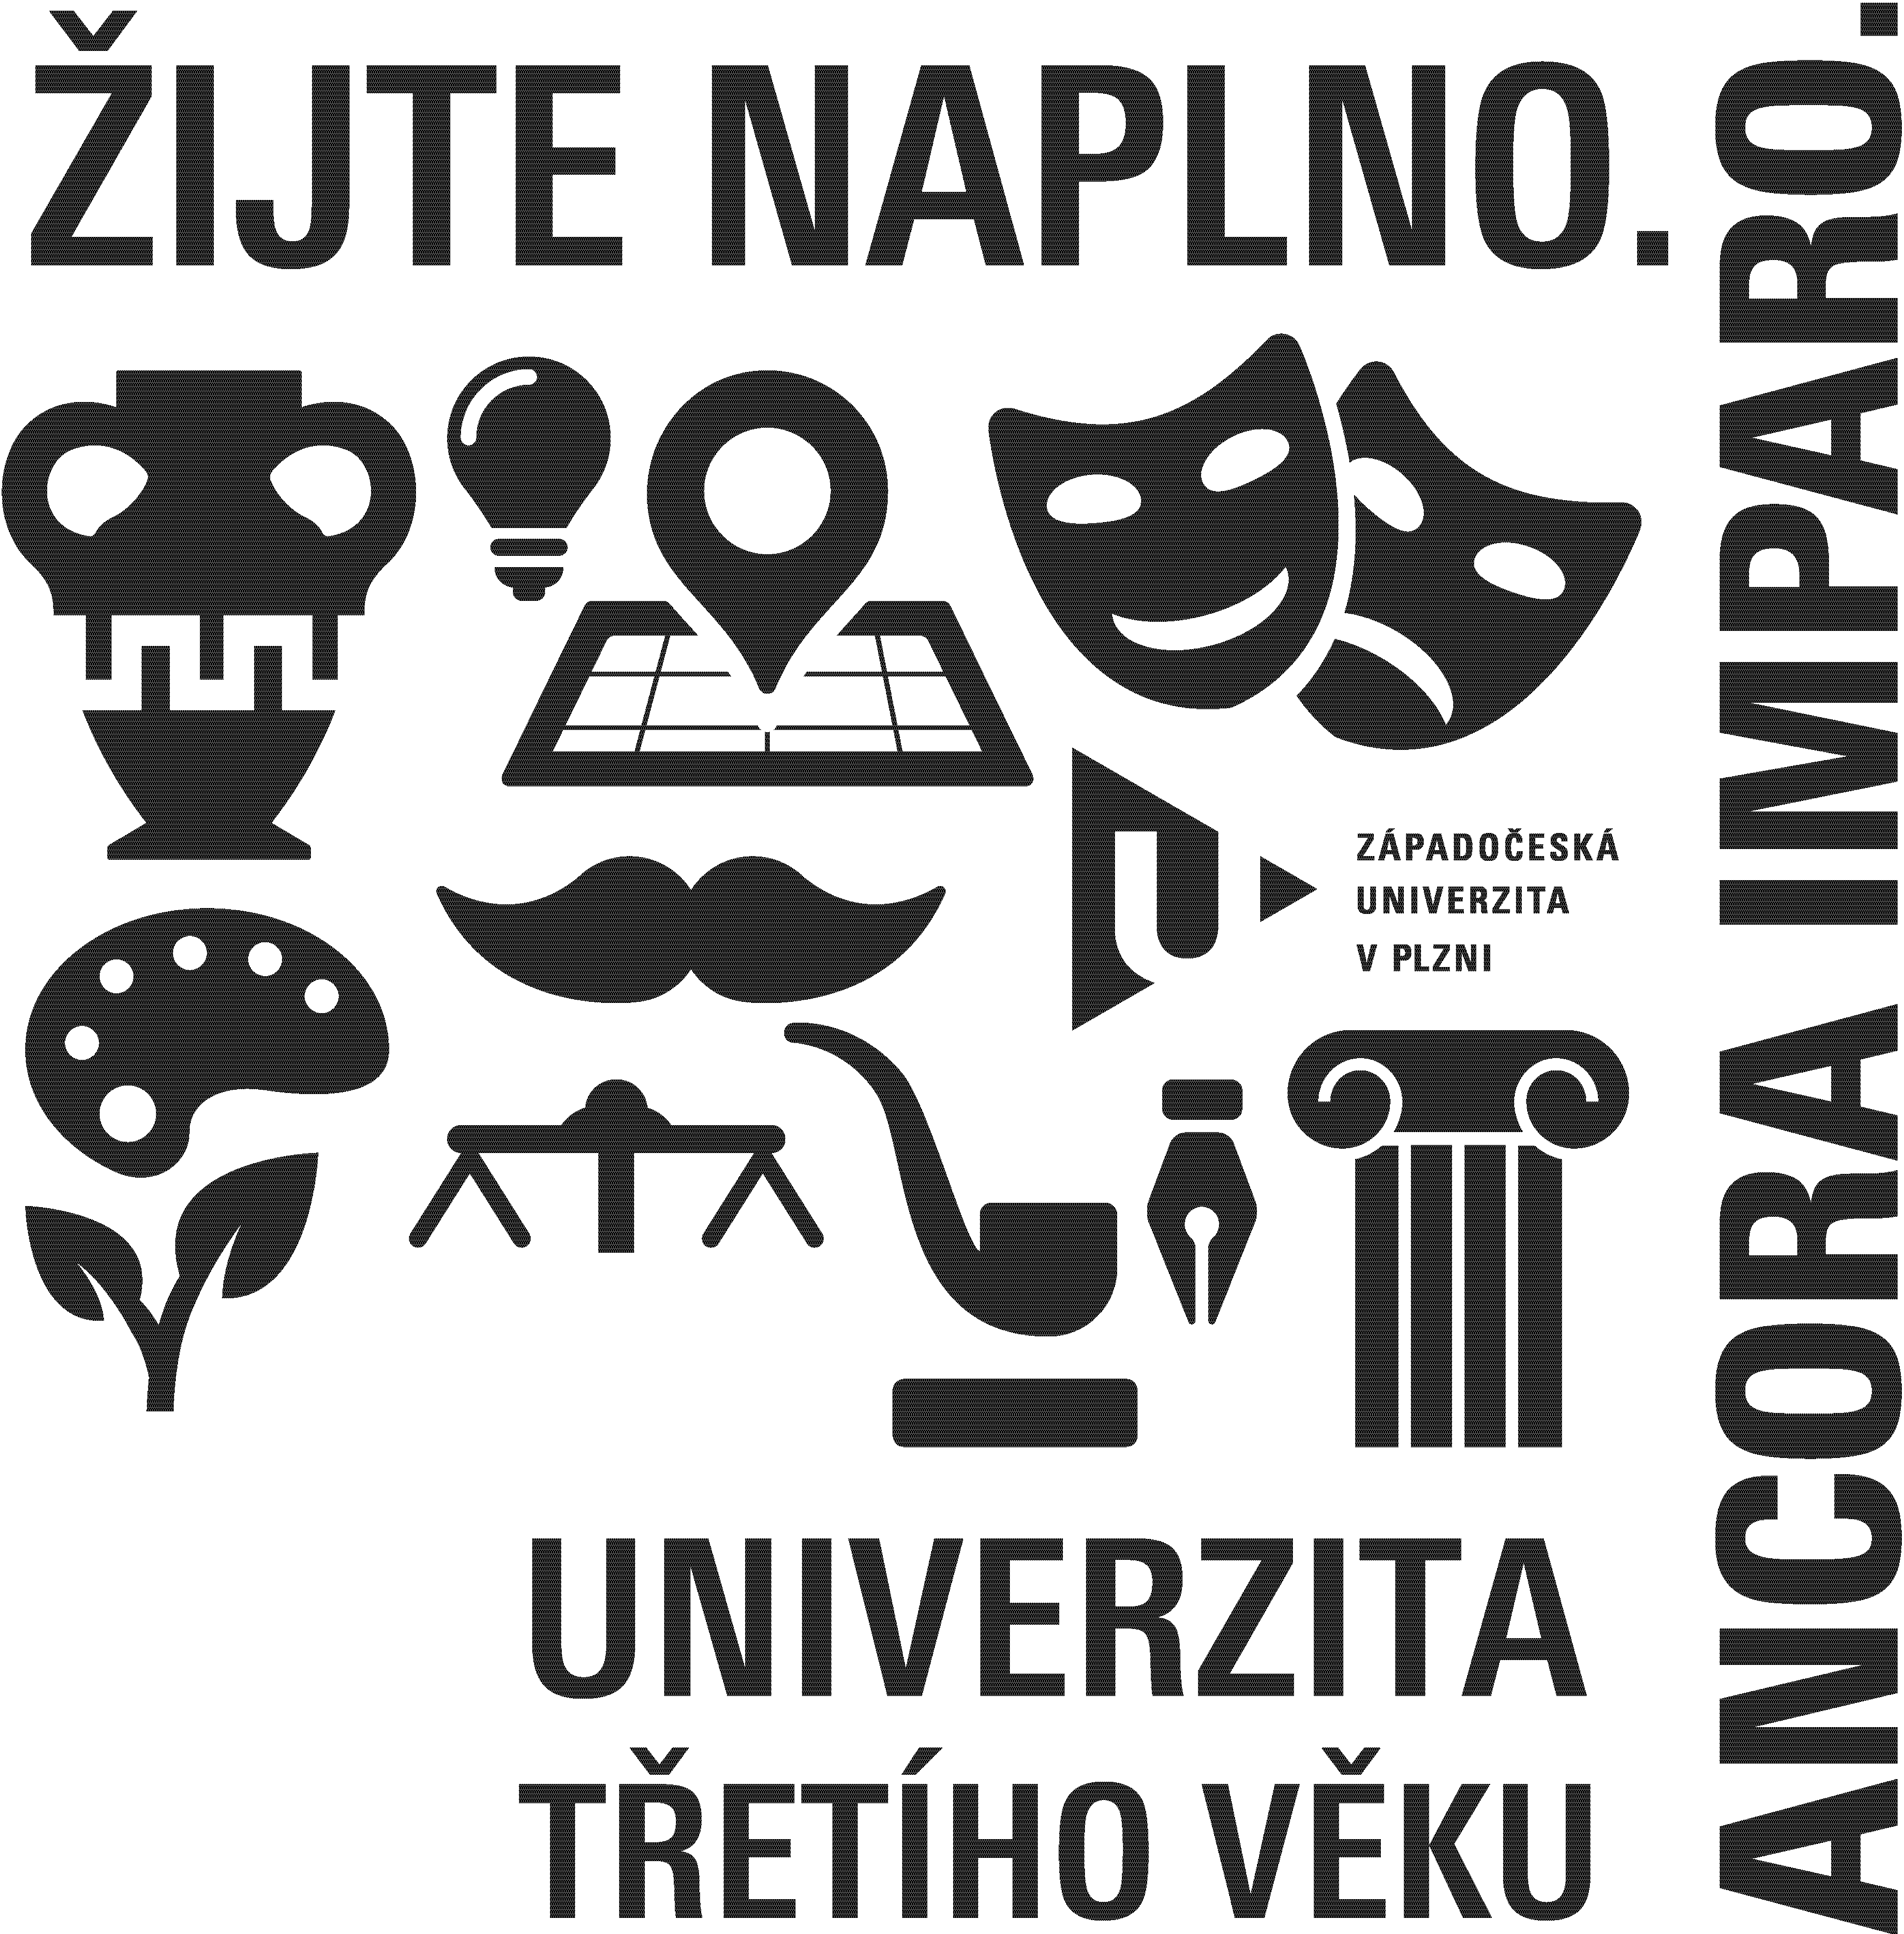 ŽIJTE NAPLNO.
ANCORA IMPARO.
ZÁPADOČESKÁ
UNIVERZITA
V PLZNI
UNIVERZITA
TŘETÍHO VĚKU